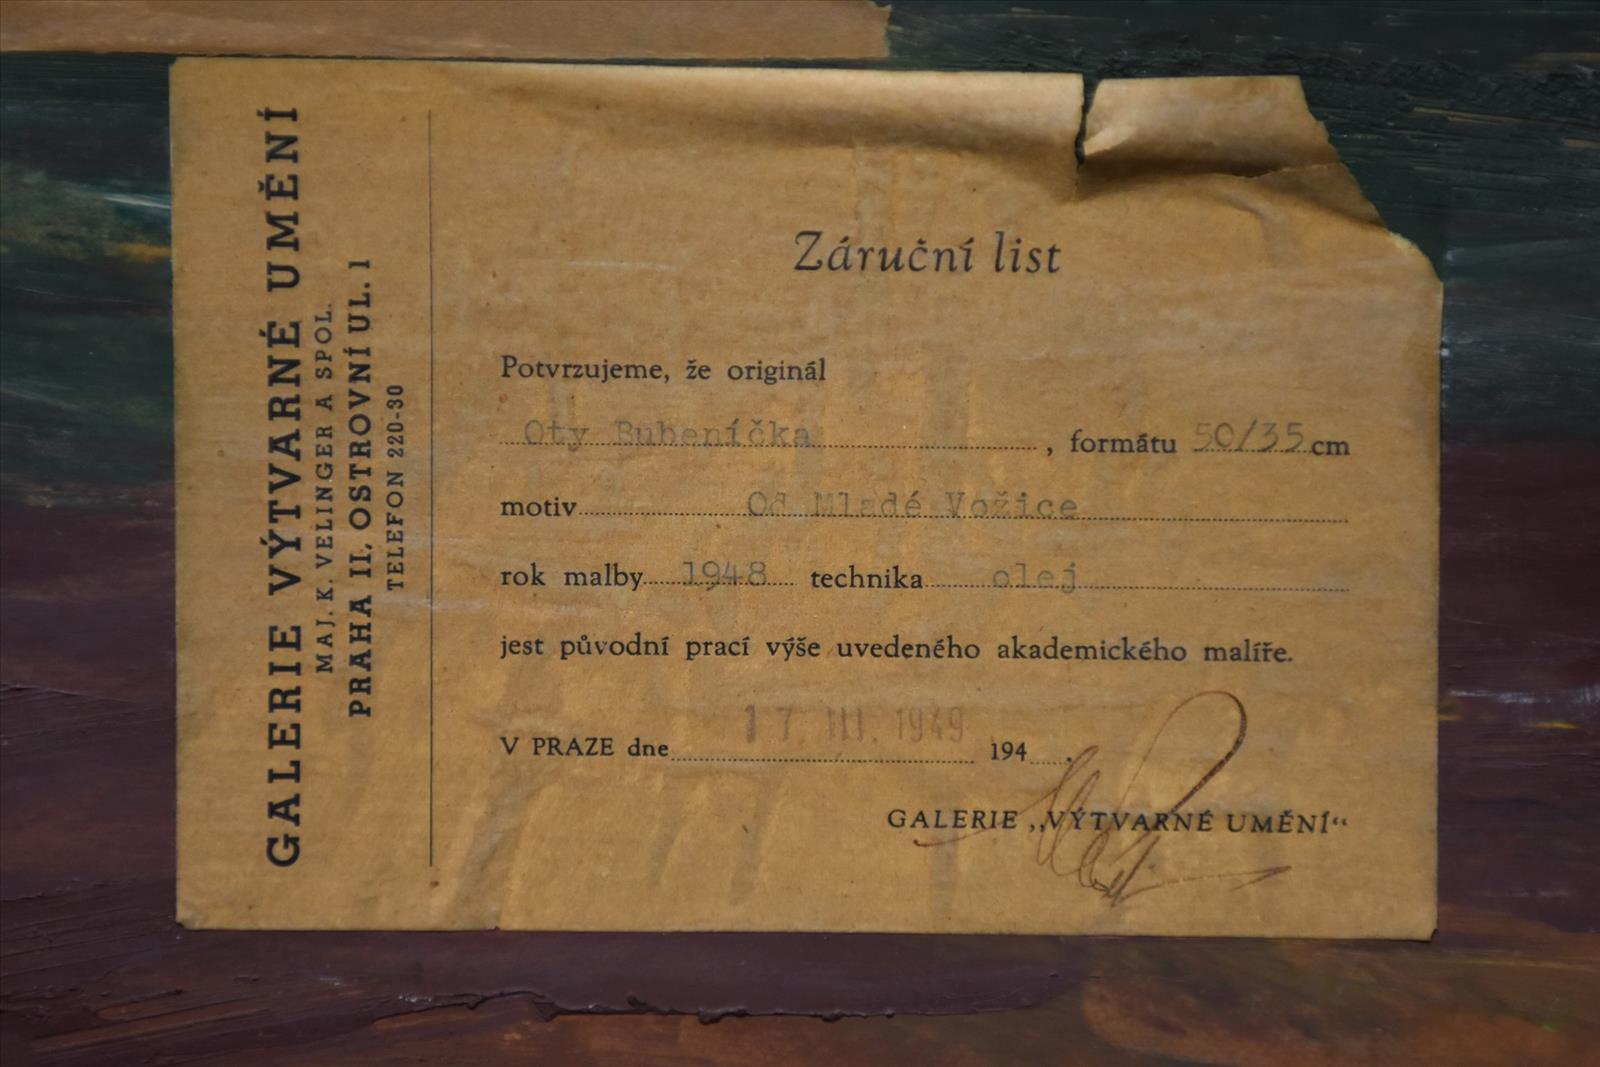 GALERIE VÝTVARNÉ UMĚNÍ
MAJ. K. VELINGER A SPOL.
PRAHA II, OSTROVNÍ UL. 1
TELEFON 220-30
Záruční list
Potvrzujeme, že originál
Oty Bubeníčka, formátu 50/35 cm
motiv Od Mladé Vožice
rok malby 1948 technika olej
jest původní prací výše uvedeného akademického malíře.
V PRAZE dne 17. III. 1949 194
GALERIE „VÝTVARNÉ UMĚNÍ“